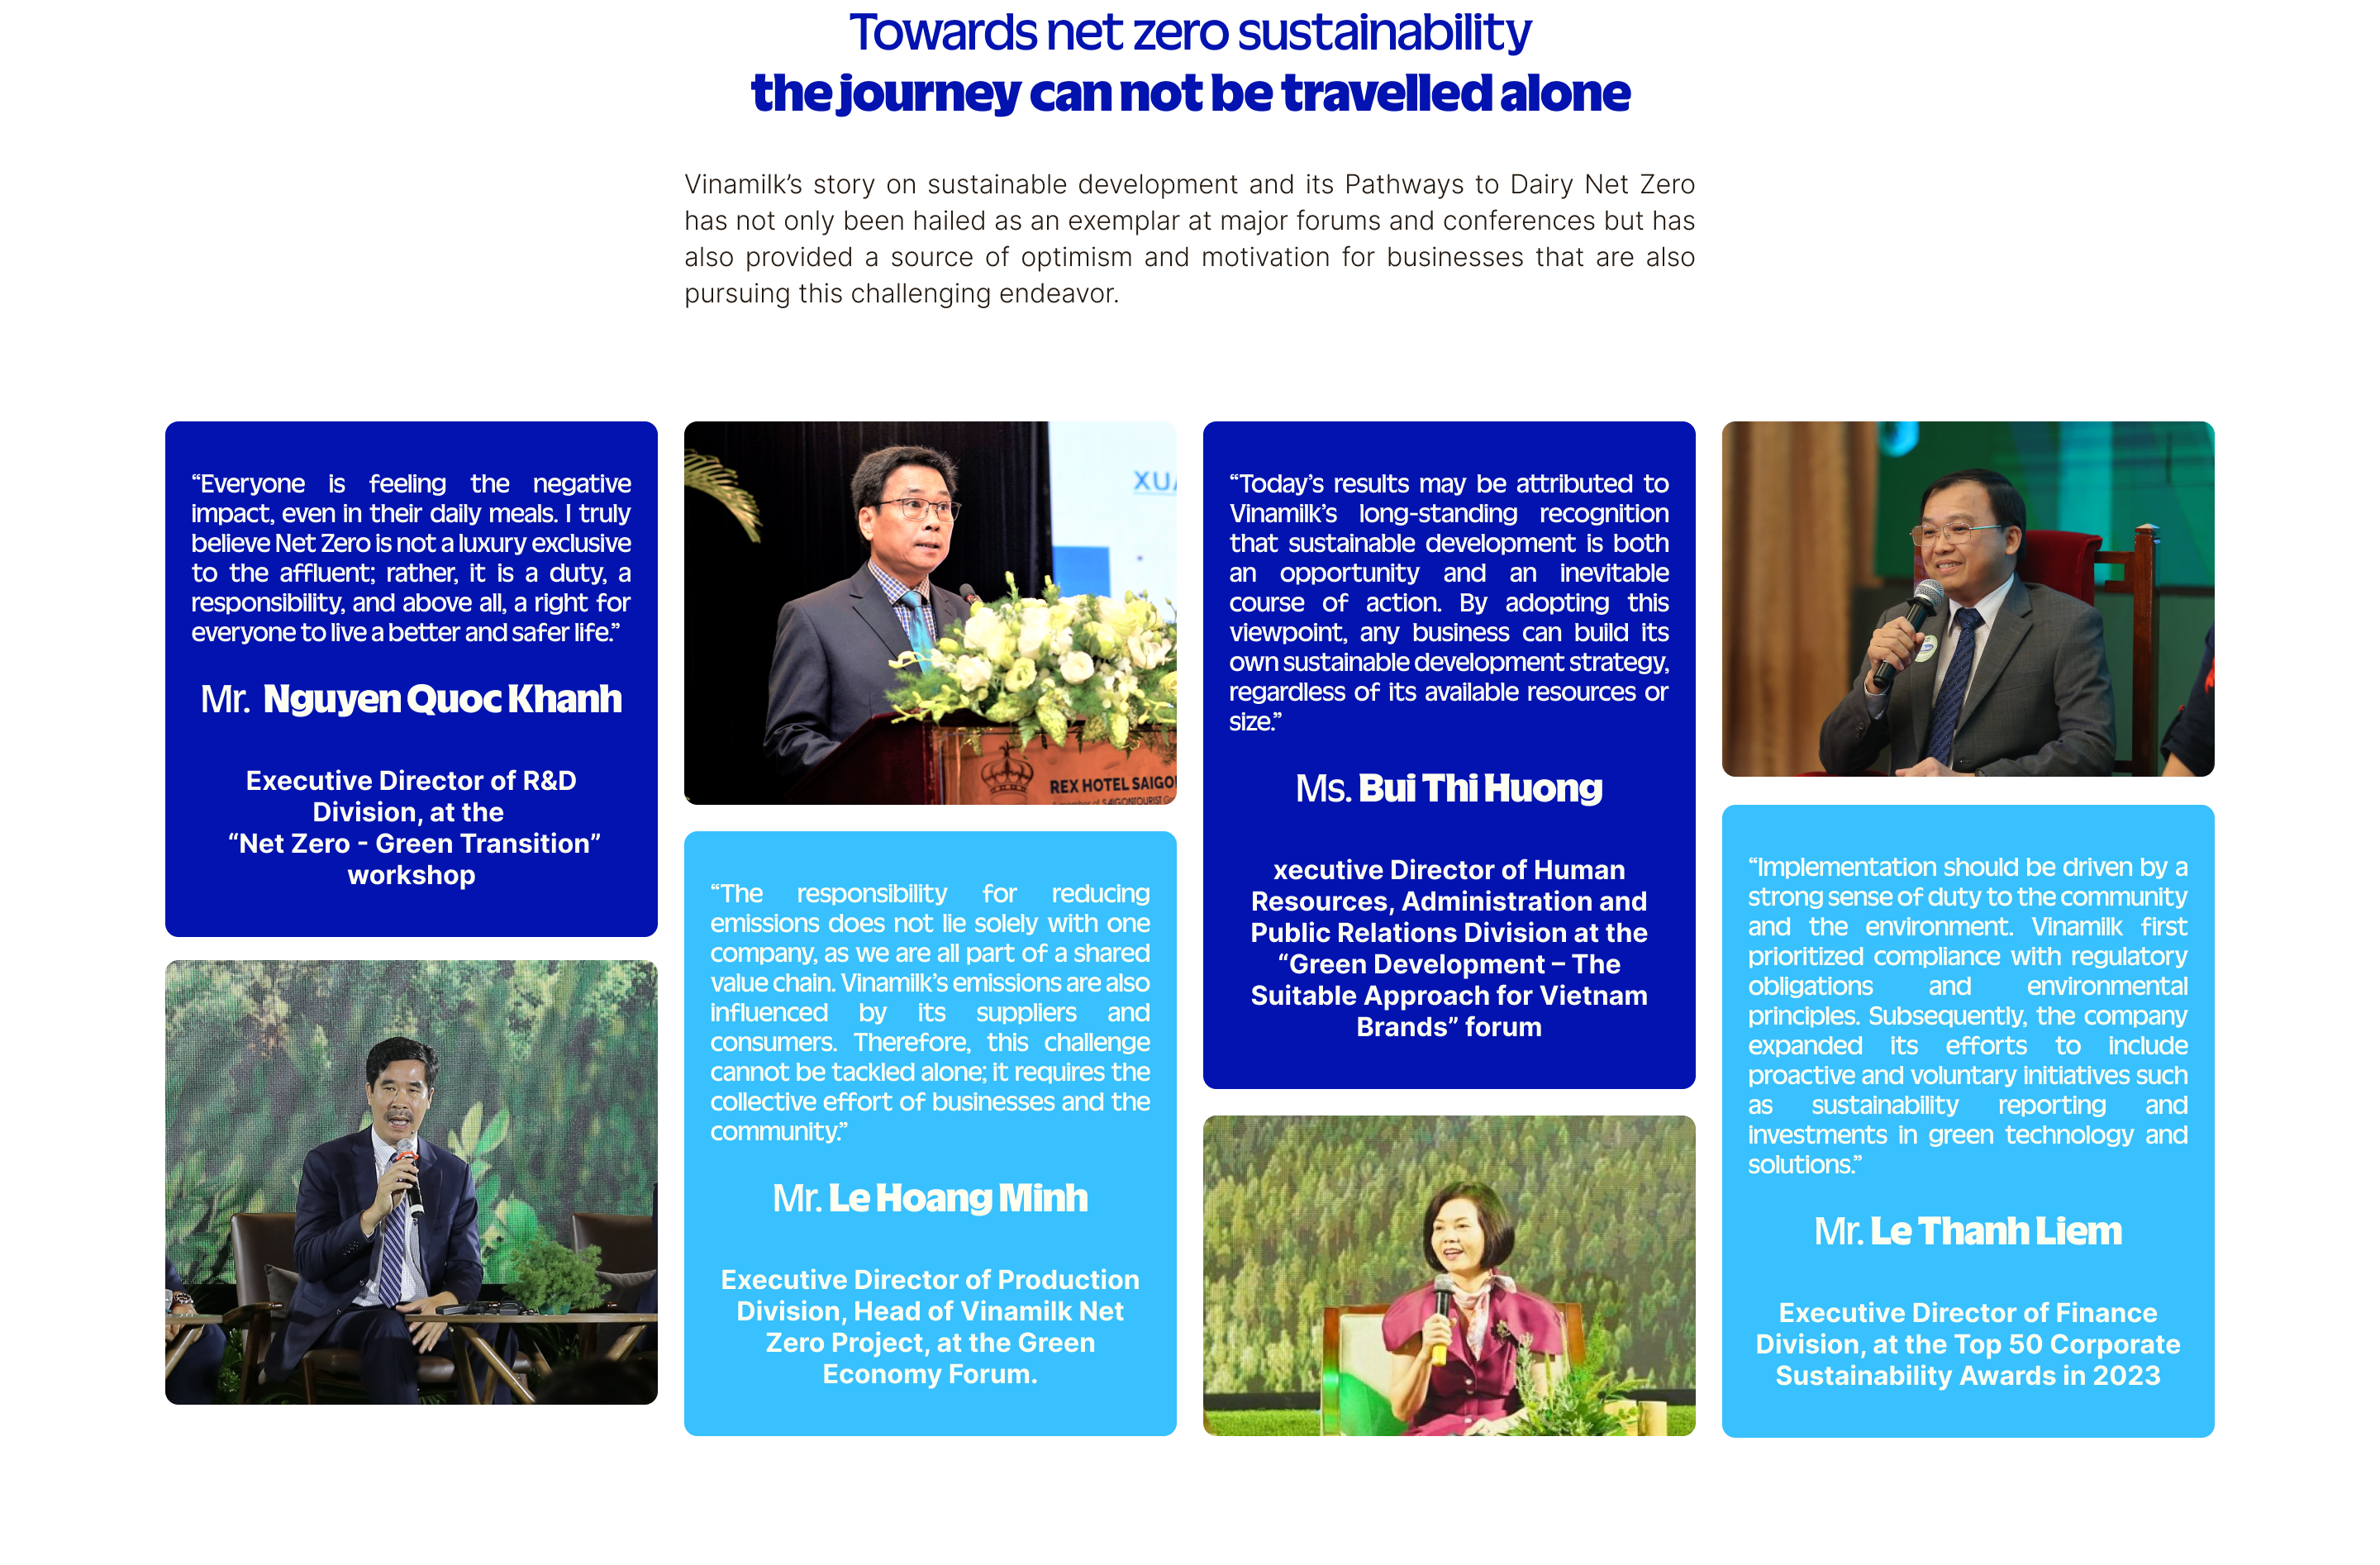 Towards net zero sustainability
the journey can not be travelled alone
Vinamilk’s story on sustainable development and its Pathways to Dairy Net Zero
has not only been hailed as an exemplar at major forums and conferences but has
also provided a source of optimism and motivation for businesses that are also
pursuing this challenging endeavor.
“Everyone is feeling the negative
impact, even in their daily meals. I truly
believe Net Zero is not a luxury exclusive
to the affluent; rather, it is a duty, a
responsibility, and above all, a right for
everyone to live a better and safer life.”
Mr. Nguyen Quoc Khanh
Executive Director of R&D
Division, at the
“Net Zero - Green Transition”
workshop
XU
REX HOTEL SAIGO
“The responsibility for reducing
emissions does not lie solely with one
company, as we are all part of a shared
value chain. Vinamilk’s emissions are also
influenced by its suppliers and
consumers. Therefore, this challenge
cannot be tackled alone; it requires the
collective effort of businesses and the
community.”
Mr. Le Hoang Minh
Executive Director of Production
Division, Head of Vinamilk Net
Zero Project, at the Green
Economy Forum.
“Today’s results may be attributed to
Vinamilk’s long-standing recognition
that sustainable development is both
an opportunity and an inevitable
course of action. By adopting this
viewpoint, any business can build its
own sustainable development strategy,
regardless of its available resources or
size.”
Ms. Bui Thi Huong
xecutive Director of Human
Resources, Administration and
Public Relations Division at the
“Green Development – The
Suitable Approach for Vietnam
Brands” forum
“Implementation should be driven by a
strong sense of duty to the community
and the environment. Vinamilk first
prioritized compliance with regulatory
obligations and environmental
principles. Subsequently, the company
expanded its efforts to include
proactive and voluntary initiatives such
as sustainability reporting and
investments in green technology and
solutions.”
Mr. Le Thanh Liem
Executive Director of Finance
Division, at the Top 50 Corporate
Sustainability Awards in 2023